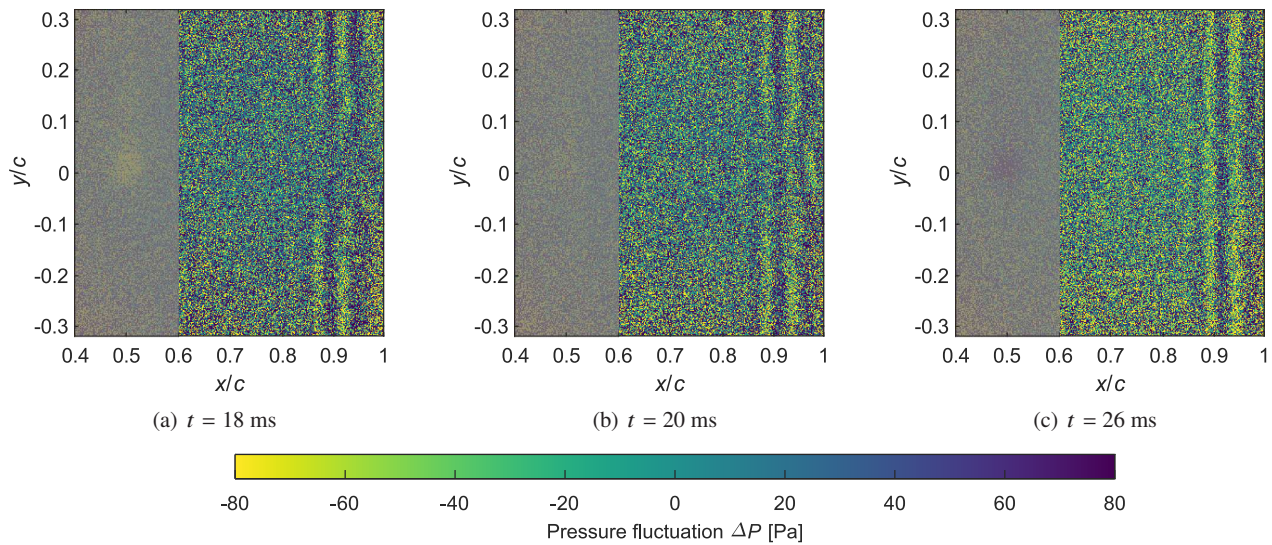 0.3
0.2
0.1
0
-0.1
-0.2
-0.3
y/c
0.4 0.5 0.6 0.7 0.8 0.9 1
x/c
(a) t = 18 ms
0.3
0.2
0.1
0
-0.1
-0.2
-0.3
y/c
0.4 0.5 0.6 0.7 0.8 0.9 1
x/c
(b) t = 20 ms
0.3
0.2
0.1
0
-0.1
-0.2
-0.3
y/c
0.4 0.5 0.6 0.7 0.8 0.9 1
x/c
(c) t = 26 ms
-80 -60 -40 -20 0 20 40 60 80
Pressure fluctuation ΔP [Pa]